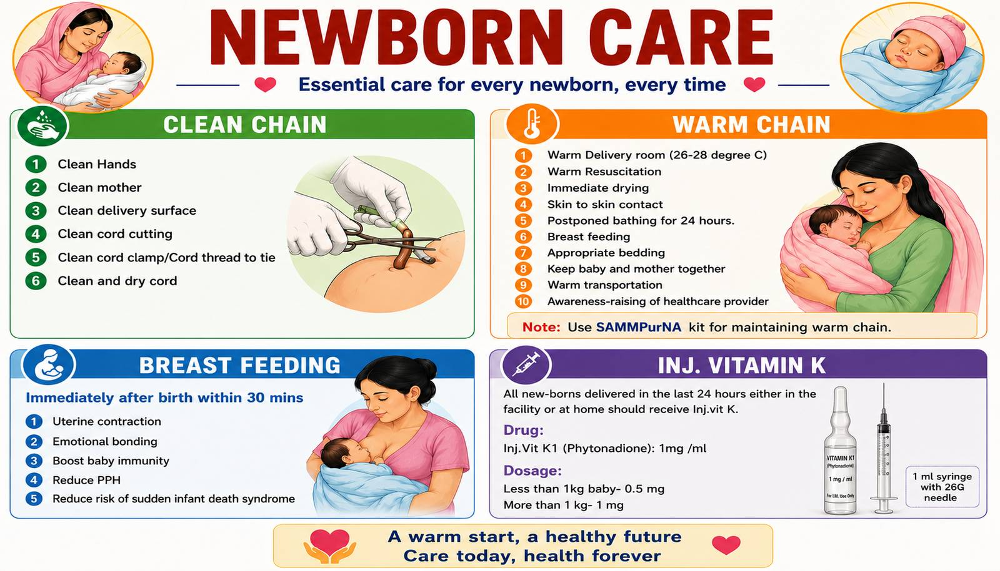 NEWBORN CARE
Essential care for every newborn, every time
CLEAN CHAIN
1 Clean Hands
2 Clean mother
3 Clean delivery surface
4 Clean cord cutting
5 Clean cord clamp/Cord thread to tie
6 Clean and dry cord
WARM CHAIN
1 Warm Delivery room (26-28 degree C)
2 Warm Resuscitation
3 Immediate drying
4 Skin to skin contact
5 Postponed bathing for 24 hours.
6 Breast feeding
7 Appropriate bedding
8 Keep baby and mother together
9 Warm transportation
10 Awareness-raising of healthcare provider
Note: Use SAMMPurNA kit for maintaining warm chain.
BREAST FEEDING
Immediately after birth within 30 mins
1 Uterine contraction
2 Emotional bonding
3 Boost baby immunity
4 Reduce PPH
5 Reduce risk of sudden infant death syndrome
INJ. VITAMIN K
All new-borns delivered in the last 24 hours either in the
facility or at home should receive Inj.vit K.
Drug:
Inj.Vit K1 (Phytonadione): 1mg /ml
Dosage:
Less than 1kg baby- 0.5 mg
More than 1 kg- 1 mg
VITAMIN K1
(Phytonadione)
1 mg / ml
For I.M. Use Only
1 ml syringe
with 26G
needle
A warm start, a healthy future
Care today, health forever